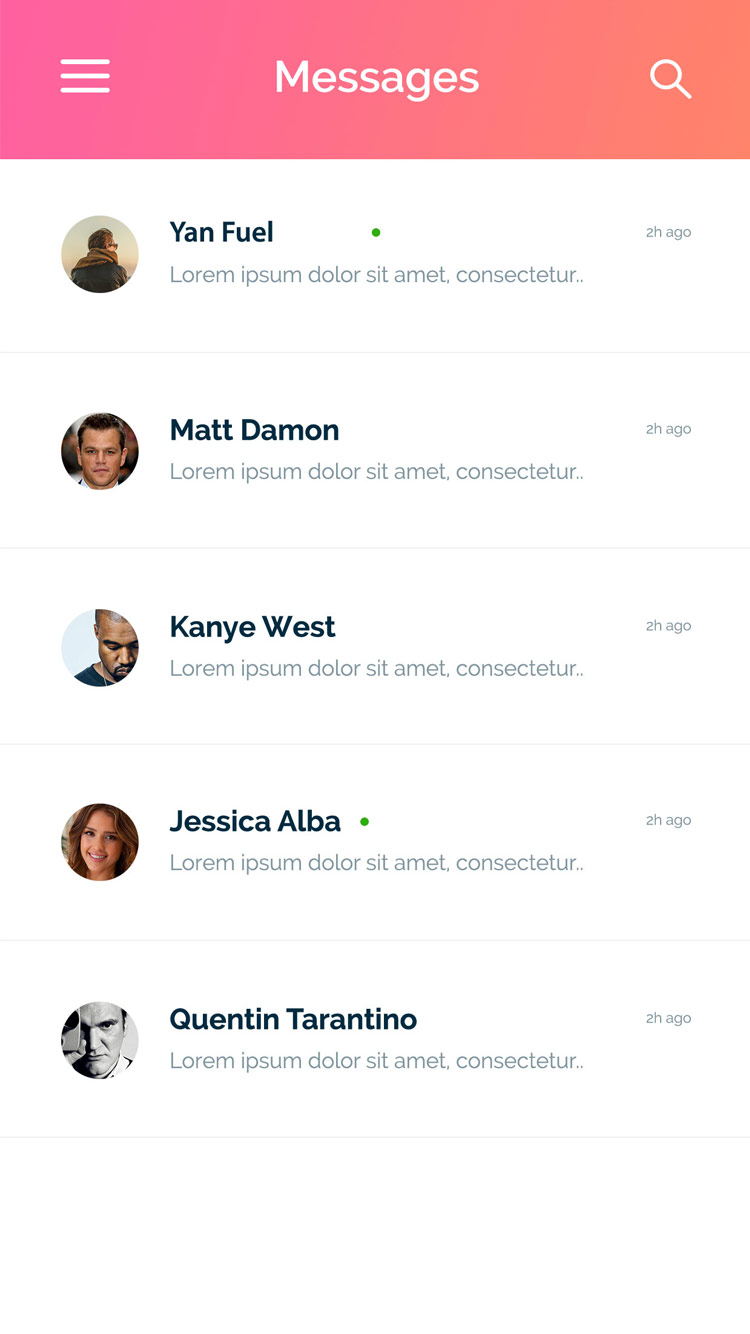 Messages
Yan Fuel
2h ago
Lorem ipsum dolor sit amet, consectetur..
Matt Damon
2h ago
Lorem ipsum dolor sit amet, consectetur..
Kanye West
2h ago
Lorem ipsum dolor sit amet, consectetur..
Jessica Alba
2h ago
Lorem ipsum dolor sit amet, consectetur..
Quentin Tarantino
2h ago
Lorem ipsum dolor sit amet, consectetur..